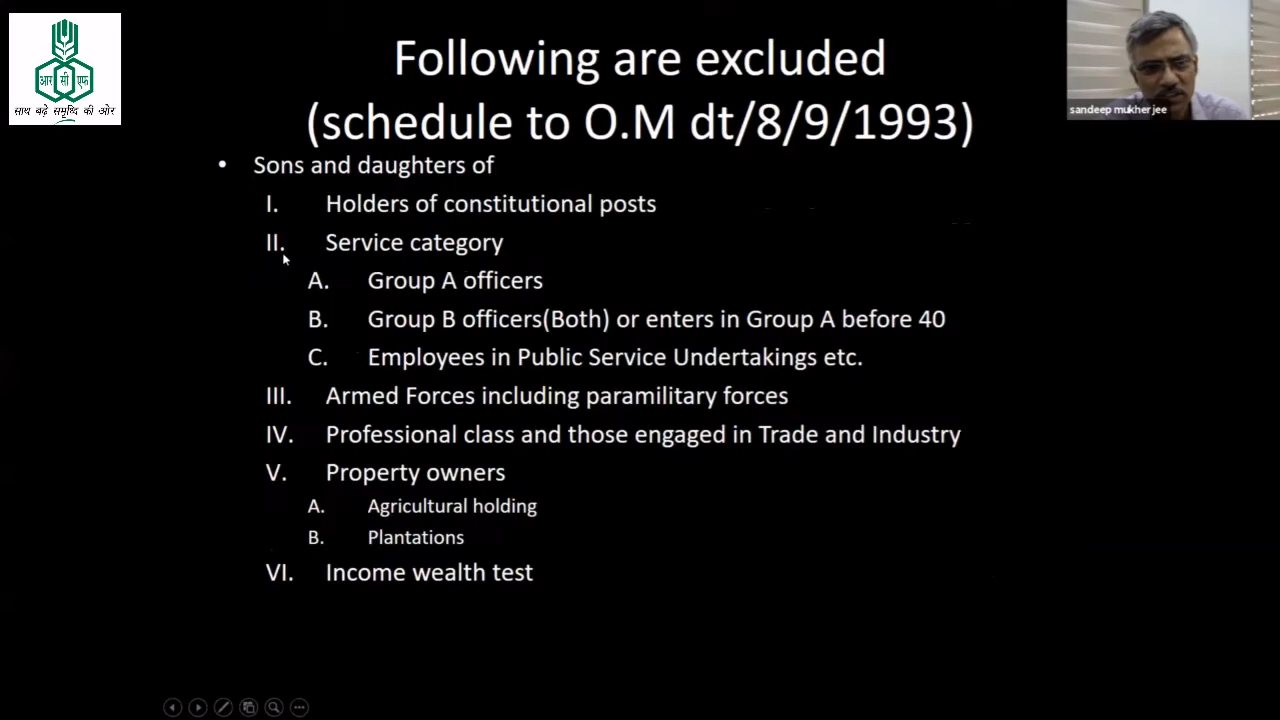 आर सी एफ
साथ बढ़े समृध्दि की ओर
Following are excluded
(schedule to O.M dt/8/9/1993)
sandeep mukherjee
• Sons and daughters of
I. Holders of constitutional posts
II. Service category
A. Group A officers
B. Group B officers(Both) or enters in Group A before 40
C. Employees in Public Service Undertakings etc.
III. Armed Forces including paramilitary forces
IV. Professional class and those engaged in Trade and Industry
V. Property owners
A. Agricultural holding
B. Plantations
VI. Income wealth test